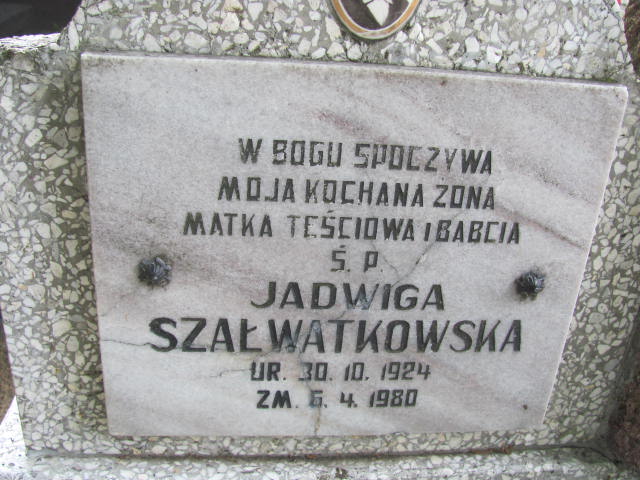 W BOGU SPOCZYWA
MOJA KOCHANA ŻONA
MATKA TEŚCIOWA I BABCIA
Ś. P.
JADWIGA
SZAŁWATKOWSKA
UR. 30. 10. 1924
ZM. 6. 4. 1980